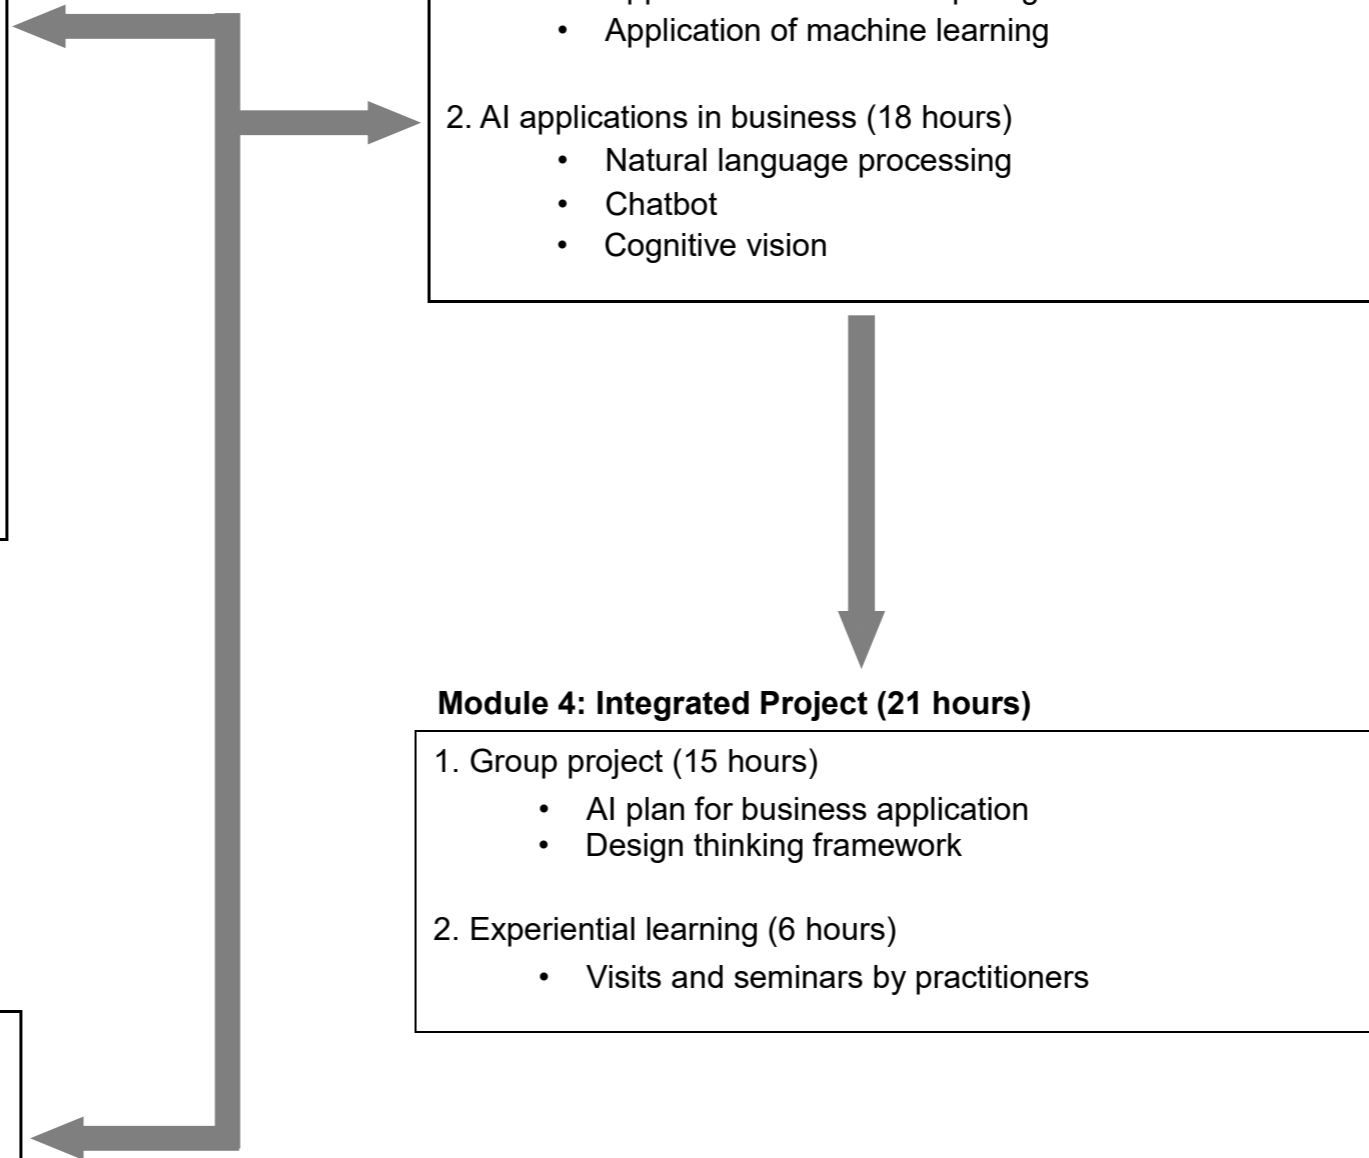 • Application of machine learning
2. AI applications in business (18 hours)
• Natural language processing
• Chatbot
• Cognitive vision
Module 4: Integrated Project (21 hours)
1. Group project (15 hours)
• AI plan for business application
• Design thinking framework
2. Experiential learning (6 hours)
• Visits and seminars by practitioners